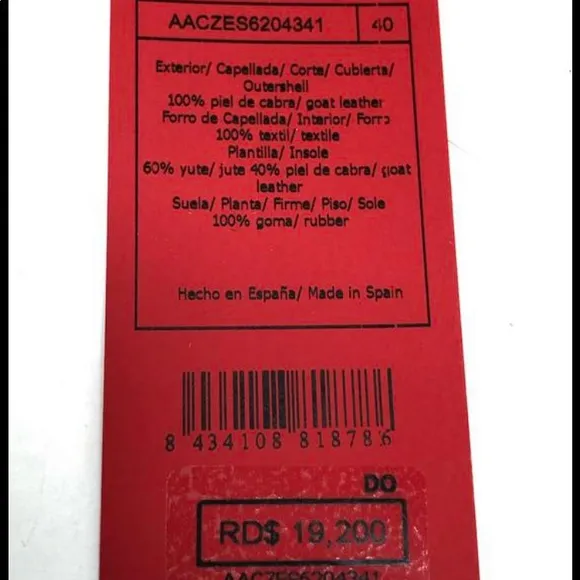 AACZES6204341 40
Exterior/ Capellada/ Corte/ Cubierta/
Outershell
100% piel de cabra/ goat leather
Forro de Capellada/ Interior/ Forro
100% textil/ textile
Plantilla/ Insole
60% yute/ jute 40% piel de cabra/ goat
leather
Suela/ Planta/ Firme/ Piso/ Sole
100% goma/ rubber
Hecho en España/ Made in Spain
8 434108 818786
DO
RD$ 19,200
AACZES6204341